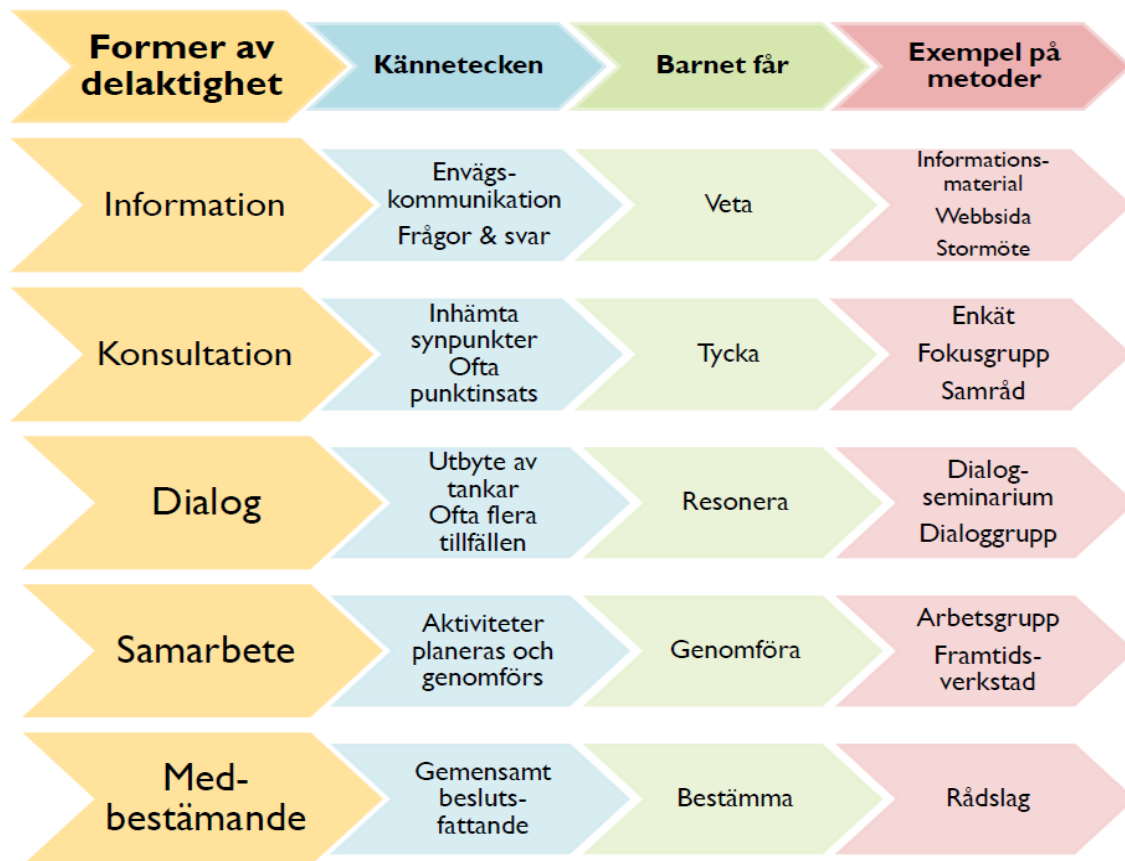 Former av
delaktighet
Kännetecken
Barnet får
Exempel på
metoder
Information
Envägs-
kommunikation
Frågor & svar
Veta
Informations-
material
Webbsida
Stormöte
Konsultation
Inhämta
synpunkter
Ofta
punktinsats
Tycka
Enkät
Fokusgrupp
Samråd
Dialog
Utbyte av
tankar
Ofta flera
tillfällen
Resonera
Dialog-
seminarium
Dialoggrupp
Samarbete
Aktiviteter
planeras och
genomförs
Genomföra
Arbetsgrupp
Framtids-
verkstad
Med-
bestämande
Gemensamt
besluts-
fattande
Bestämma
Rådslag